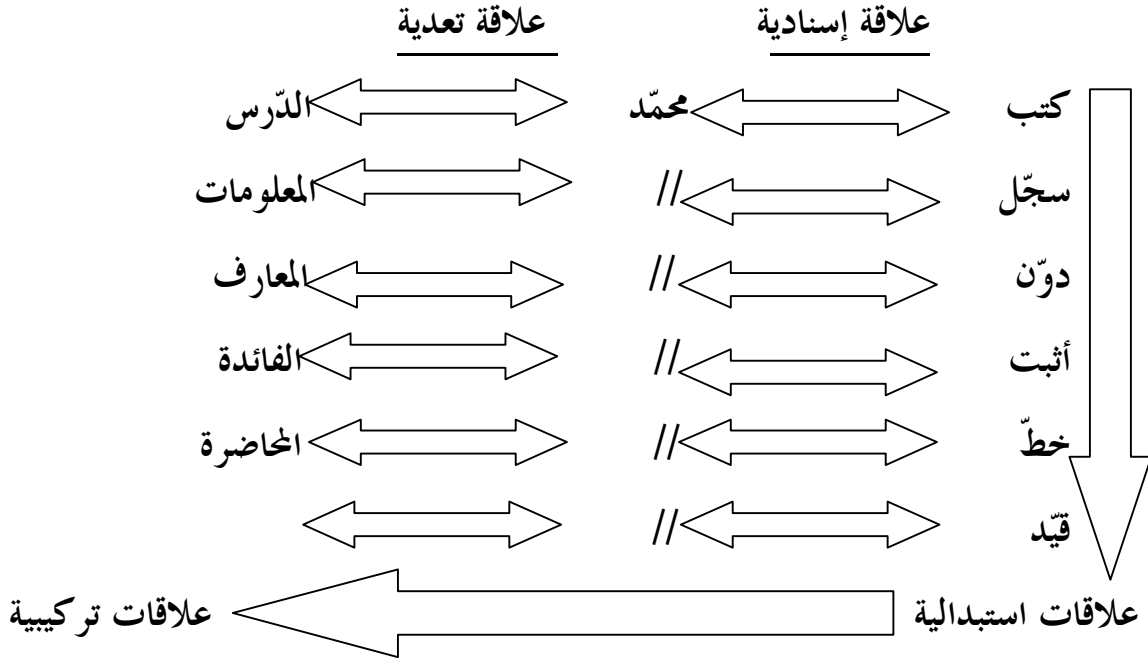 علاقة إسنادية علاقة تعدية
كتب محمّد الدّرس
سجّل // المعلومات
دوّن // المعارف
أثبت // الفائدة
خطّ // المحاضرة
قيّد //
علاقات استبدالية علاقات تركيبية